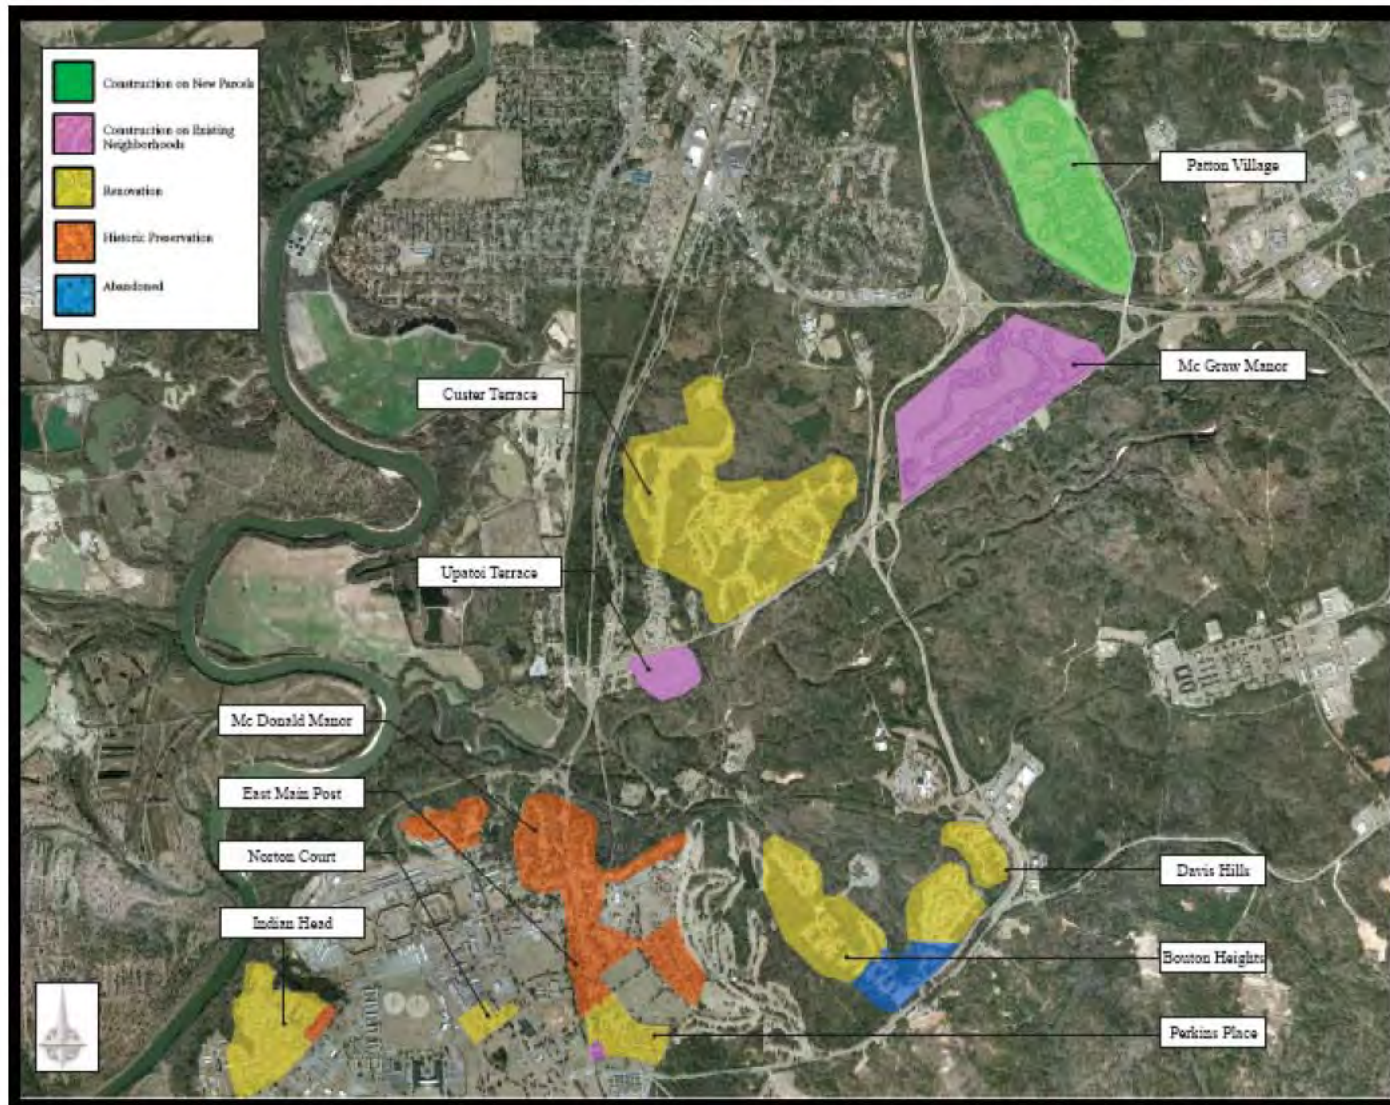 Construction on New Parcels
Construction on Existing
Neighborhoods
Renovation
Historic Preservation
Abandoned
Patton Village
Mc Graw Manor
Custer Terrace
Upatoi Terrace
Mc Donald Manor
East Main Post
Norton Court
Indian Head
Davis Hills
Bouton Heights
Perkins Place